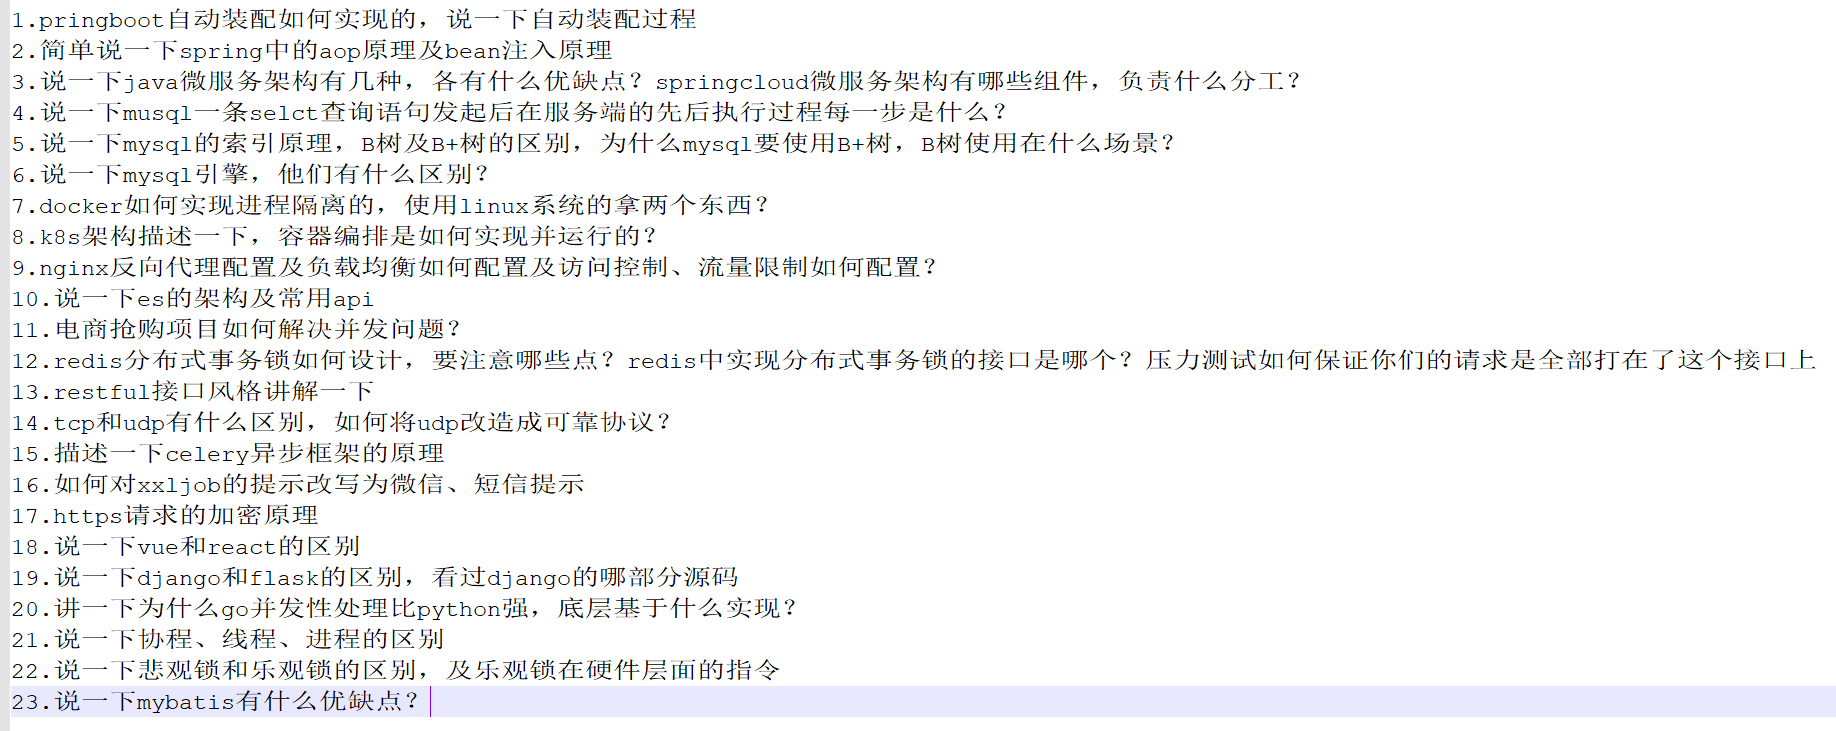 1.pringboot自动装配如何实现的，说一下自动装配过程
2.简单说一下spring中的aop原理及bean注入原理
3.说一下java微服务架构有几种，各有什么优缺点？springcloud微服务架构有哪些组件，负责什么分工？
4.说一下musql一条selct查询语句发起后在服务端的先后执行过程每一步是什么？
5.说一下mysql的索引原理，B树及B+树的区别，为什么mysql要使用B+树，B树使用在什么场景？
6.说一下mysql引擎，他们有什么区别？
7.docker如何实现进程隔离的，使用linux系统的拿两个东西？
8.k8s架构描述一下，容器编排是如何实现并运行的？
9.nginx反向代理配置及负载均衡如何配置及访问控制、流量限制如何配置？
10.说一下es的架构及常用api
11.电商抢购项目如何解决并发问题？
12.redis分布式事务锁如何设计，要注意哪些点？redis中实现分布式事务锁的接口是哪个？压力测试如何保证你们的请求是全部打在了这个接口上
13.restful接口风格讲解一下
14.tcp和udp有什么区别，如何将udp改造成可靠协议？
15.描述一下celery异步框架的原理
16.如何对xxljob的提示改写为微信、短信提示
17.https请求的加密原理
18.说一下vue和react的区别
19.说一下django和flask的区别，看过django的哪部分源码
20.讲一下为什么go并发性处理比python强，底层基于什么实现？
21.说一下协程、线程、进程的区别
22.说一下悲观锁和乐观锁的区别，及乐观锁在硬件层面的指令
23.说一下mybatis有什么优缺点？